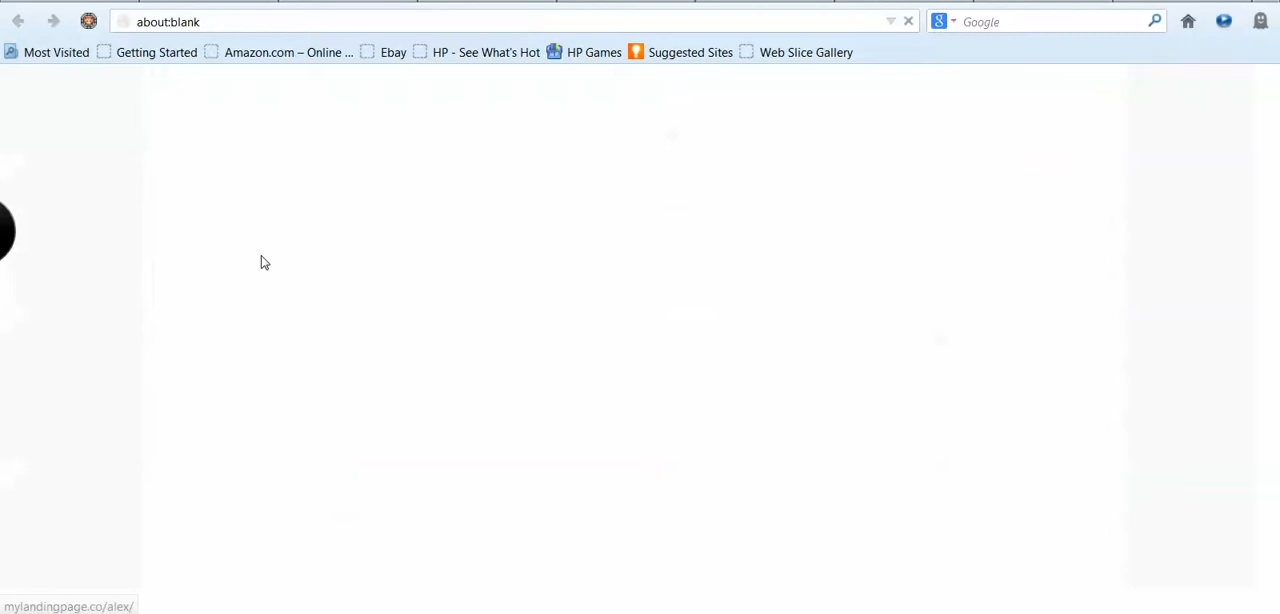 about:blank
8 Google
Most Visited Getting Started Amazon.com – Online ... Ebay HP - See What's Hot HP Games Suggested Sites Web Slice Gallery
mylandingpage.co/alex/